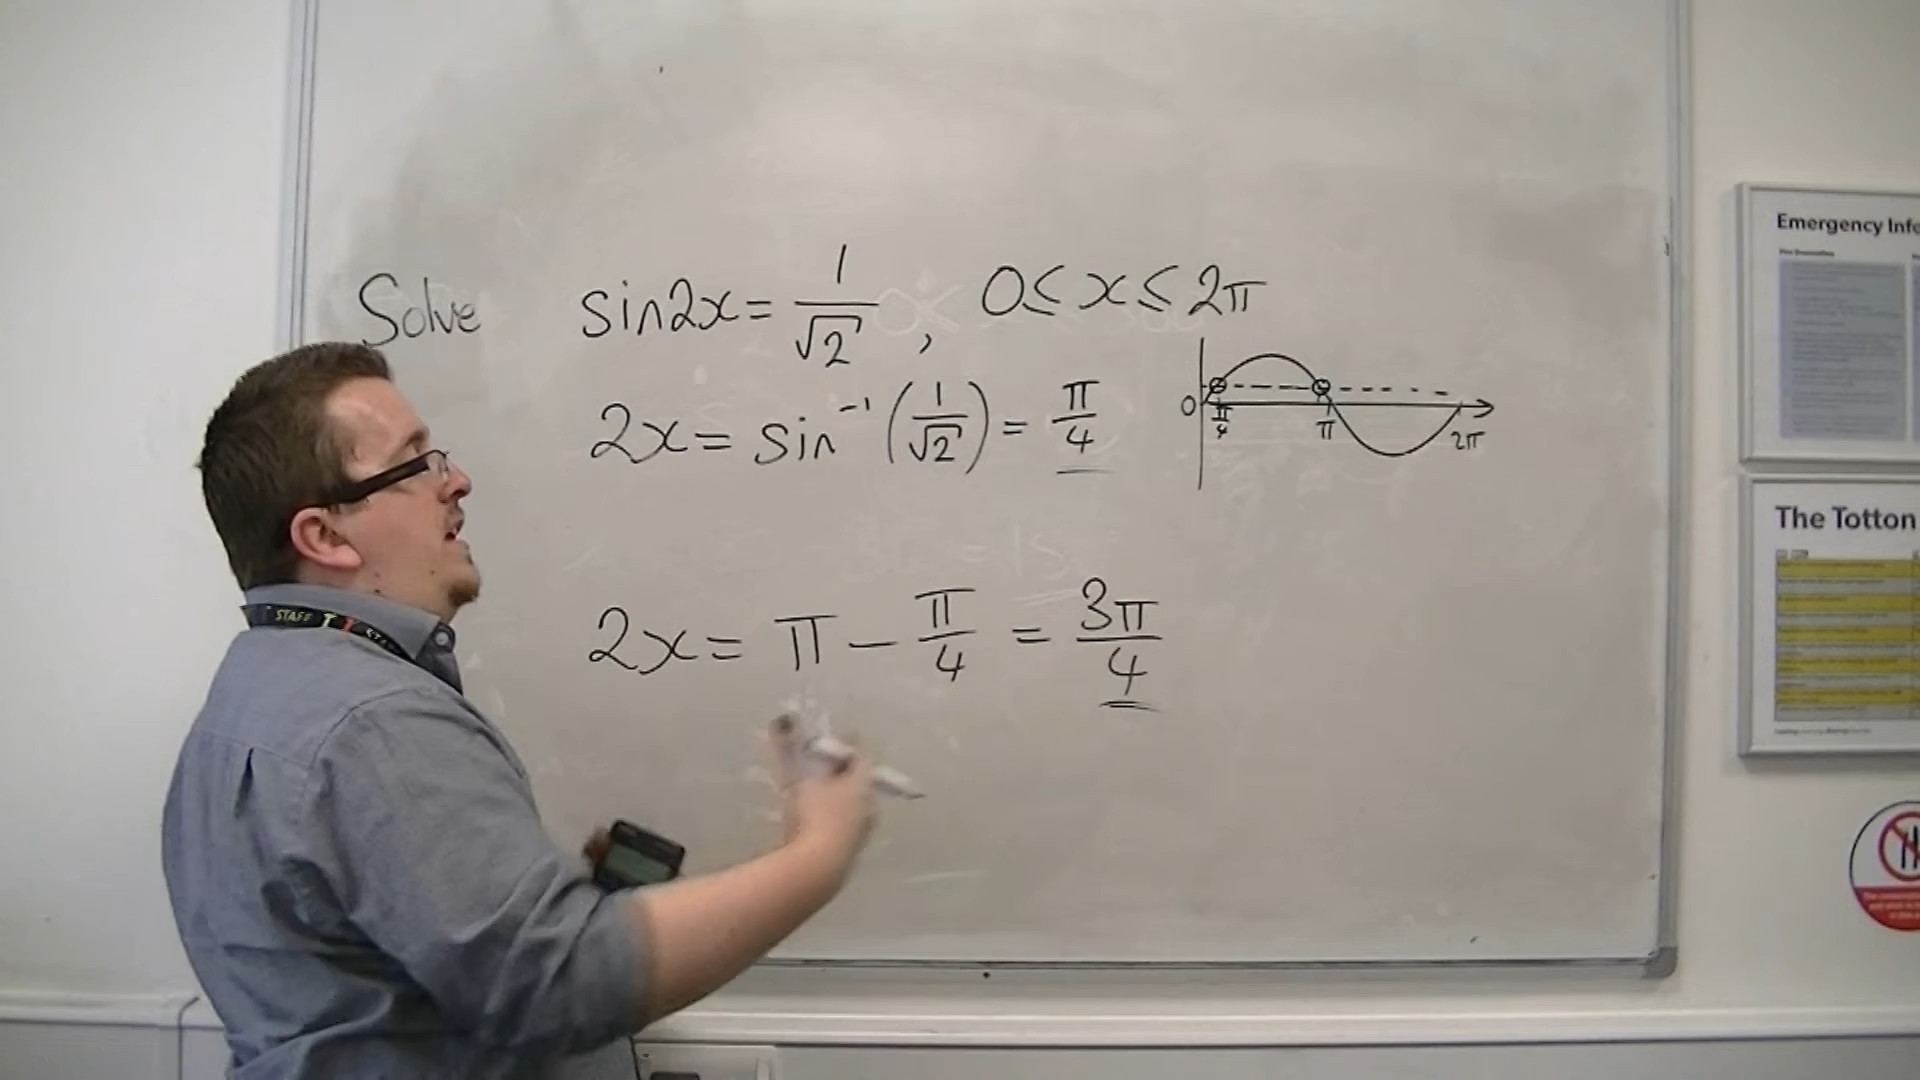 Solve sin2x = 1/√2 , 0 ≤ x ≤ 2π
2x = sin⁻¹ (1/√2) = π/4
0 π/4 π 2π
2x = π − π/4 = 3π/4
STAFF
Emergency Info
The Totton